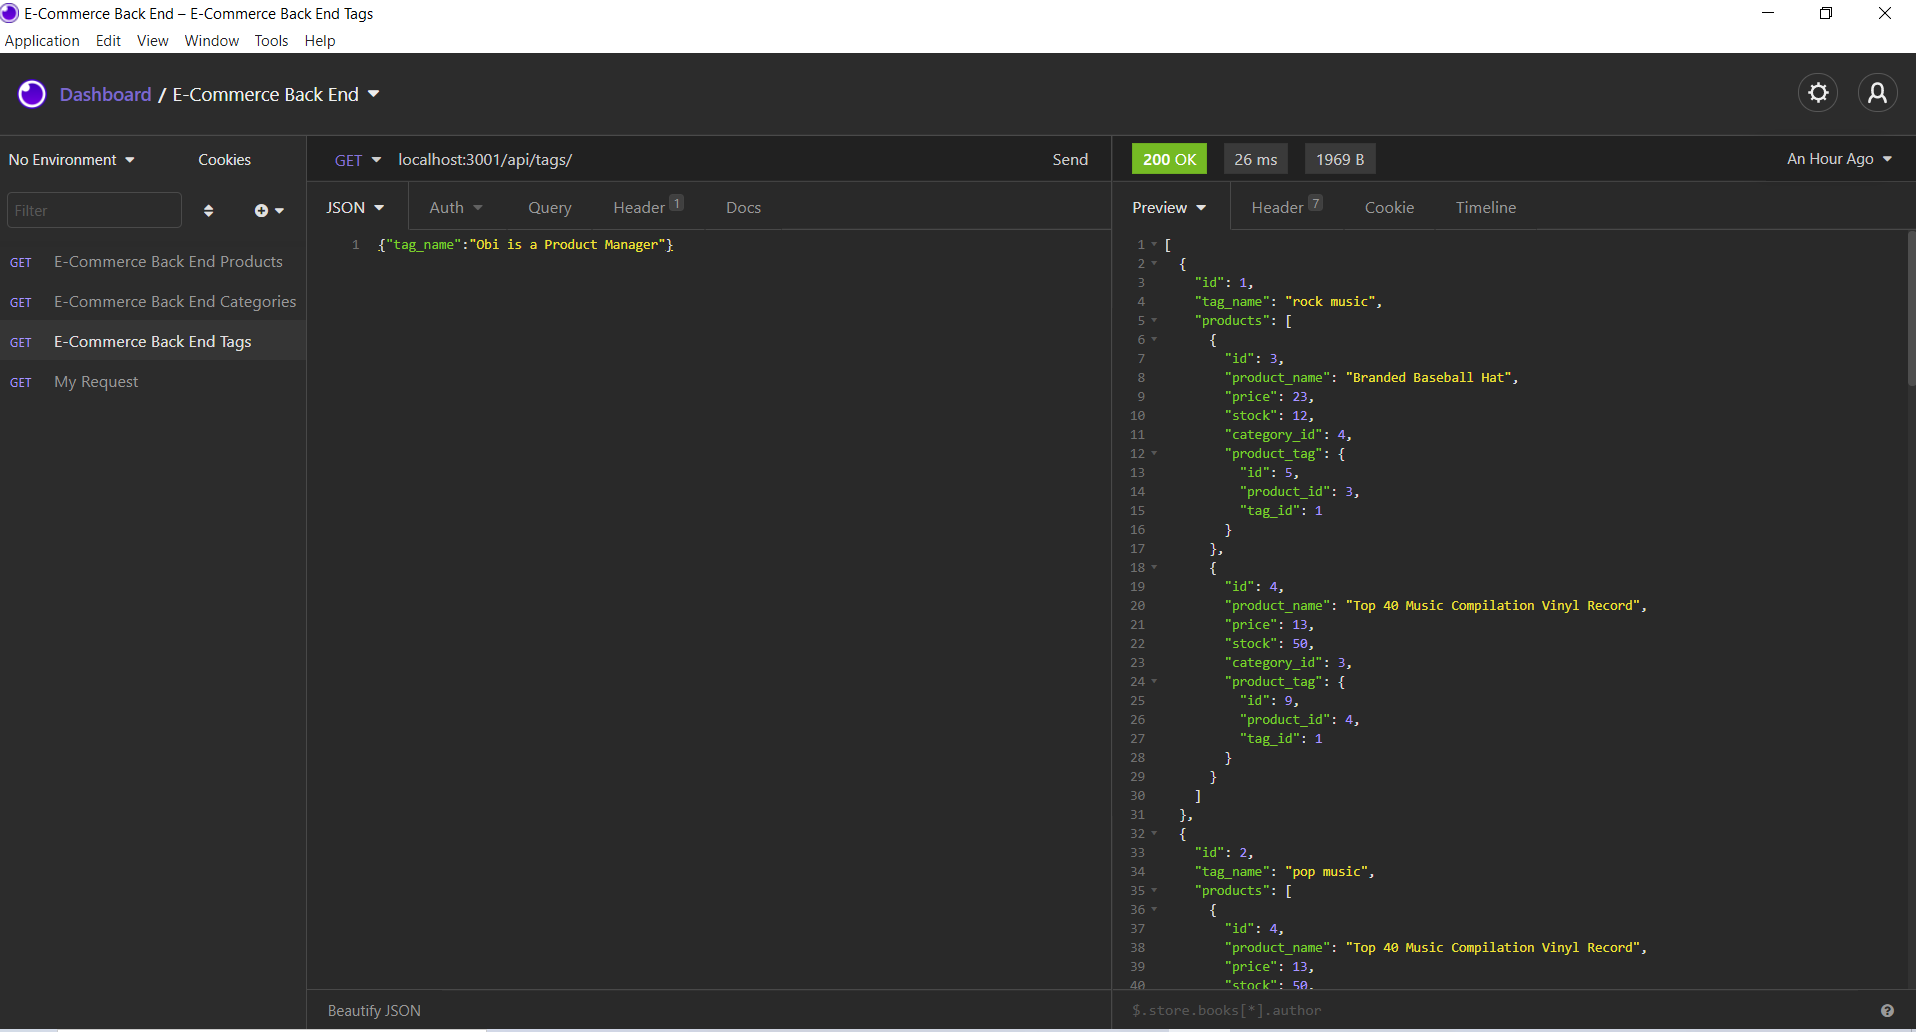 E-Commerce Back End – E-Commerce Back End Tags
Application Edit View Window Tools Help
Dashboard / E-Commerce Back End
No Environment Cookies
Filter
GET E-Commerce Back End Products
GET E-Commerce Back End Categories
GET E-Commerce Back End Tags
GET My Request
GET localhost:3001/api/tags/ Send
JSON Auth Query Header 1 Docs
1 {"tag_name":"Obi is a Product Manager"}
Beautify JSON
200 OK 26 ms 1969 B An Hour Ago
Preview Header 7 Cookie Timeline
1 [
2 {
3 "id": 1,
4 "tag_name": "rock music",
5 "products": [
6 {
7 "id": 3,
8 "product_name": "Branded Baseball Hat",
9 "price": 23,
10 "stock": 12,
11 "category_id": 4,
12 "product_tag": {
13 "id": 5,
14 "product_id": 3,
15 "tag_id": 1
16 }
17 },
18 {
19 "id": 4,
20 "product_name": "Top 40 Music Compilation Vinyl Record",
21 "price": 13,
22 "stock": 50,
23 "category_id": 3,
24 "product_tag": {
25 "id": 9,
26 "product_id": 4,
27 "tag_id": 1
28 }
29 }
30 ]
31 },
32 {
33 "id": 2,
34 "tag_name": "pop music",
35 "products": [
36 {
37 "id": 4,
38 "product_name": "Top 40 Music Compilation Vinyl Record",
39 "price": 13,
40 "stock": 50,
$.store.books[*].author